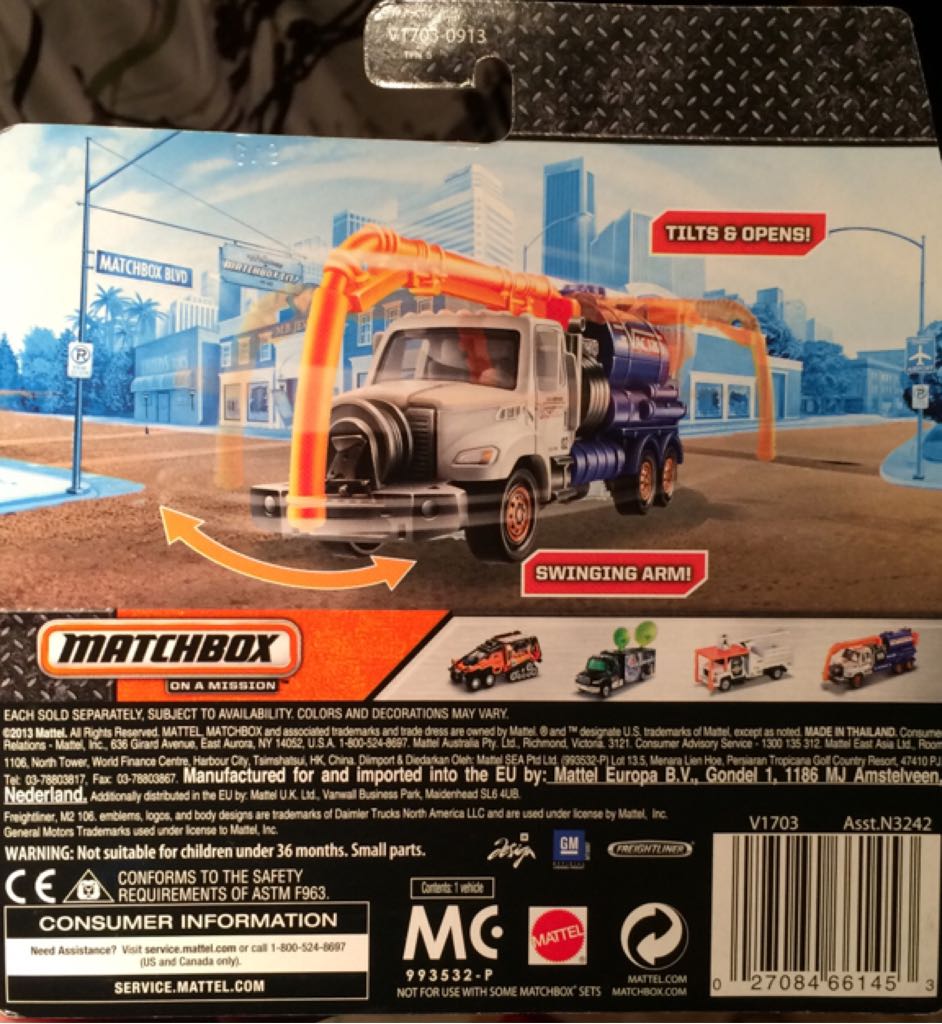 V1703-0913
TILTS & OPENS!
MATCHBOX BLVD
MATCHBOX CITY
P
VACTOR
SWINGING ARM!
MATCHBOX
ON A MISSION
EACH SOLD SEPARATELY, SUBJECT TO AVAILABILITY. COLORS AND DECORATIONS MAY VARY.
©2013 Mattel. All Rights Reserved. MATTEL, MATCHBOX and associated trademarks and trade dress are owned by Mattel. ® and ™ designate U.S. trademarks of Mattel, except as noted. MADE IN THAILAND. Consumer
Relations - Mattel, Inc., 636 Girard Avenue, East Aurora, NY 14052, U.S.A. 1-800-524-8697. Mattel Australia Pty. Ltd., Richmond, Victoria. 3121. Consumer Advisory Service - 1300 135 312. Mattel East Asia Ltd., Room
1106, North Tower, World Finance Centre, Harbour City, Tsimshatsui, HK, China. Diimport & Diedarkan Oleh: Mattel SEA Ptd Ltd. (993532-P) Lot 13.5, Menara Lien Hoe, Persiaran Tropicana Golf Country Resort, 47410 PJ.
Tel: 03-78803817, Fax: 03-78803867. Manufactured for and imported into the EU by: Mattel Europa B.V., Gondel 1, 1186 MJ Amstelveen,
Nederland. Additionally distributed in the EU by: Mattel U.K. Ltd., Vanwall Business Park, Maidenhead SL6 4UB.
Freightliner, M2 106. emblems, logos, and body designs are trademarks of Daimler Trucks North America LLC and are used under license by Mattel, Inc.
General Motors Trademarks used under license to Mattel, Inc.
V1703 Asst.N3242
WARNING: Not suitable for children under 36 months. Small parts.
Design
GM
FREIGHTLINER
CE
CONFORMS TO THE SAFETY
REQUIREMENTS OF ASTM F963.
Contents: 1 vehicle
CONSUMER INFORMATION
Need Assistance? Visit service.mattel.com or call 1-800-524-8697
(US and Canada only).
SERVICE.MATTEL.COM
MC
993532-P
MATTEL
NOT FOR USE WITH SOME MATCHBOX® SETS
MATTEL.COM
MATCHBOX.COM
0 27084 66145 3